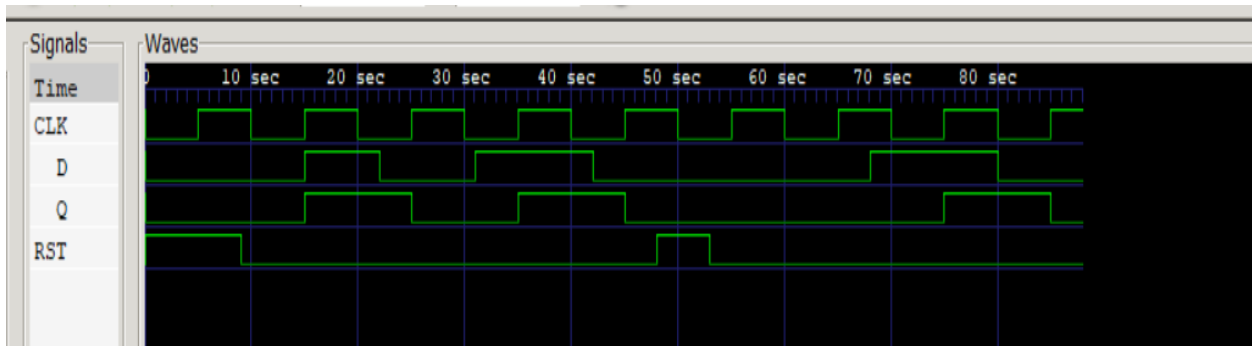 Signals Waves
Time 0 10 sec 20 sec 30 sec 40 sec 50 sec 60 sec 70 sec 80 sec
CLK
D
Q
RST